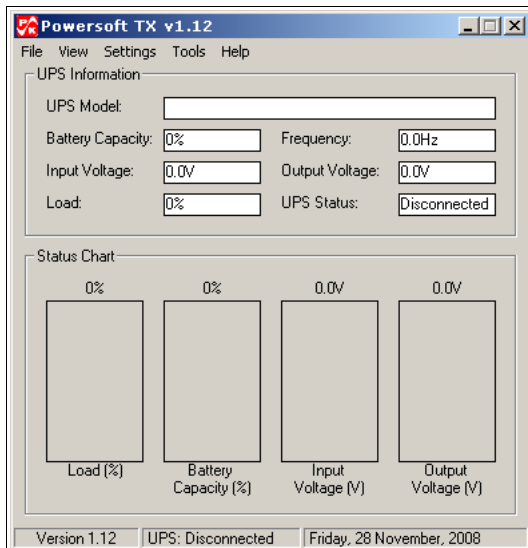 Powersoft TX v1.12
File View Settings Tools Help
UPS Information
UPS Model:
Battery Capacity: 0% Frequency: 0.0Hz
Input Voltage: 0.0V Output Voltage: 0.0V
Load: 0% UPS Status: Disconnected
Status Chart
0% 0% 0.0V 0.0V
Load (%) Battery Capacity (%) Input Voltage (V) Output Voltage (V)
Version 1.12 UPS: Disconnected Friday, 28 November, 2008